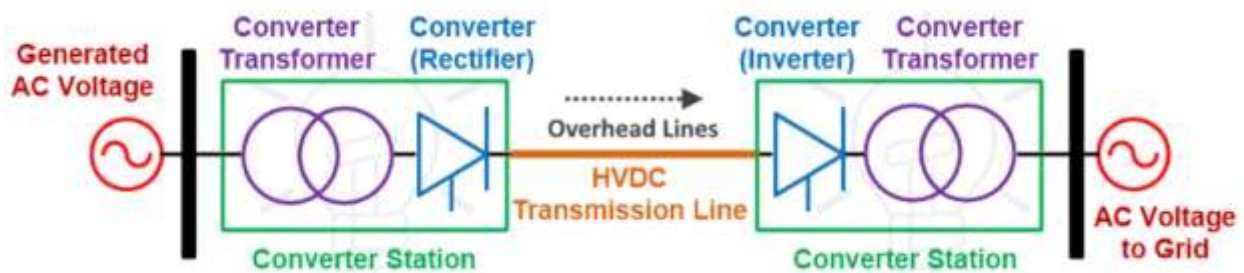 Generated
AC Voltage
Converter
Transformer
Converter
(Rectifier)
Overhead Lines
HVDC
Transmission Line
Converter Station
Converter
(Inverter)
Converter
Transformer
AC Voltage
to Grid
Converter Station